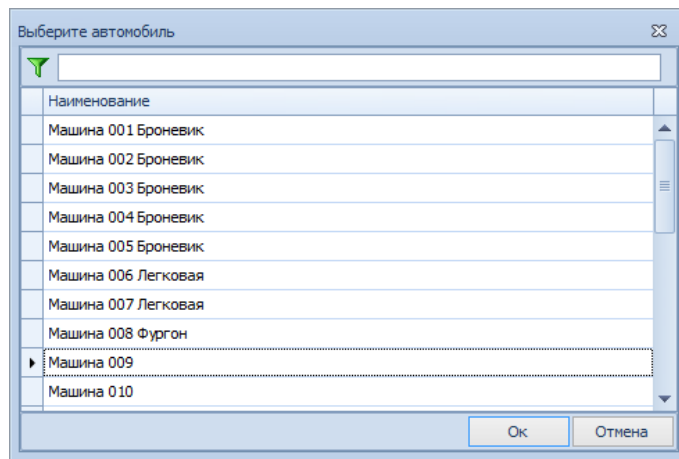 Выберите автомобиль
Наименование
Машина 001 Броневик
Машина 002 Броневик
Машина 003 Броневик
Машина 004 Броневик
Машина 005 Броневик
Машина 006 Легковая
Машина 007 Легковая
Машина 008 Фургон
Машина 009
Машина 010
Ок Отмена